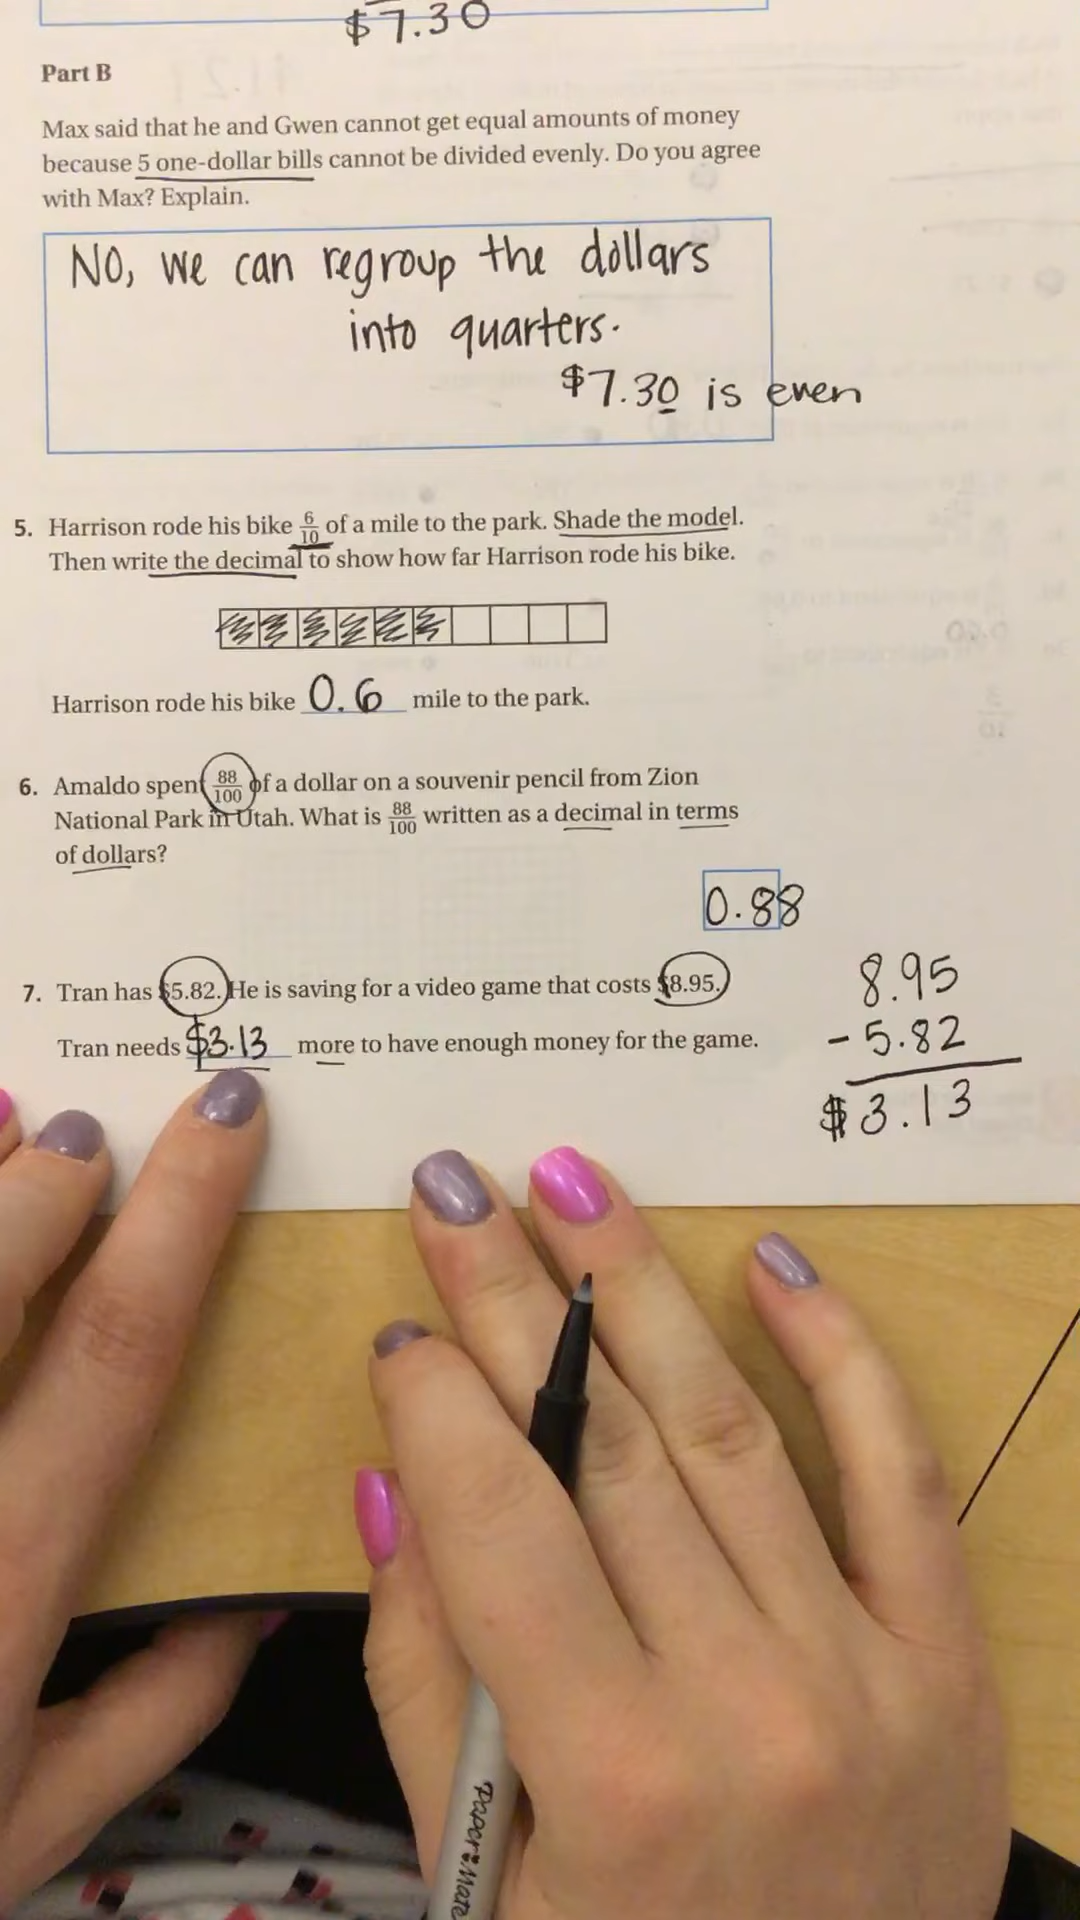 $7.30
Part B
Max said that he and Gwen cannot get equal amounts of money
because 5 one-dollar bills cannot be divided evenly. Do you agree
with Max? Explain.
NO, we can regroup the dollars
into quarters.
$7.30 is even
5. Harrison rode his bike 6/10 of a mile to the park. Shade the model.
Then write the decimal to show how far Harrison rode his bike.
Harrison rode his bike 0.6 mile to the park.
6. Amaldo spent 88/100 of a dollar on a souvenir pencil from Zion
National Park in Utah. What is 88/100 written as a decimal in terms
of dollars?
0.88
7. Tran has $5.82. He is saving for a video game that costs $8.95.
Tran needs $3.13 more to have enough money for the game.
8.95
- 5.82
$3.13
Paper Mate